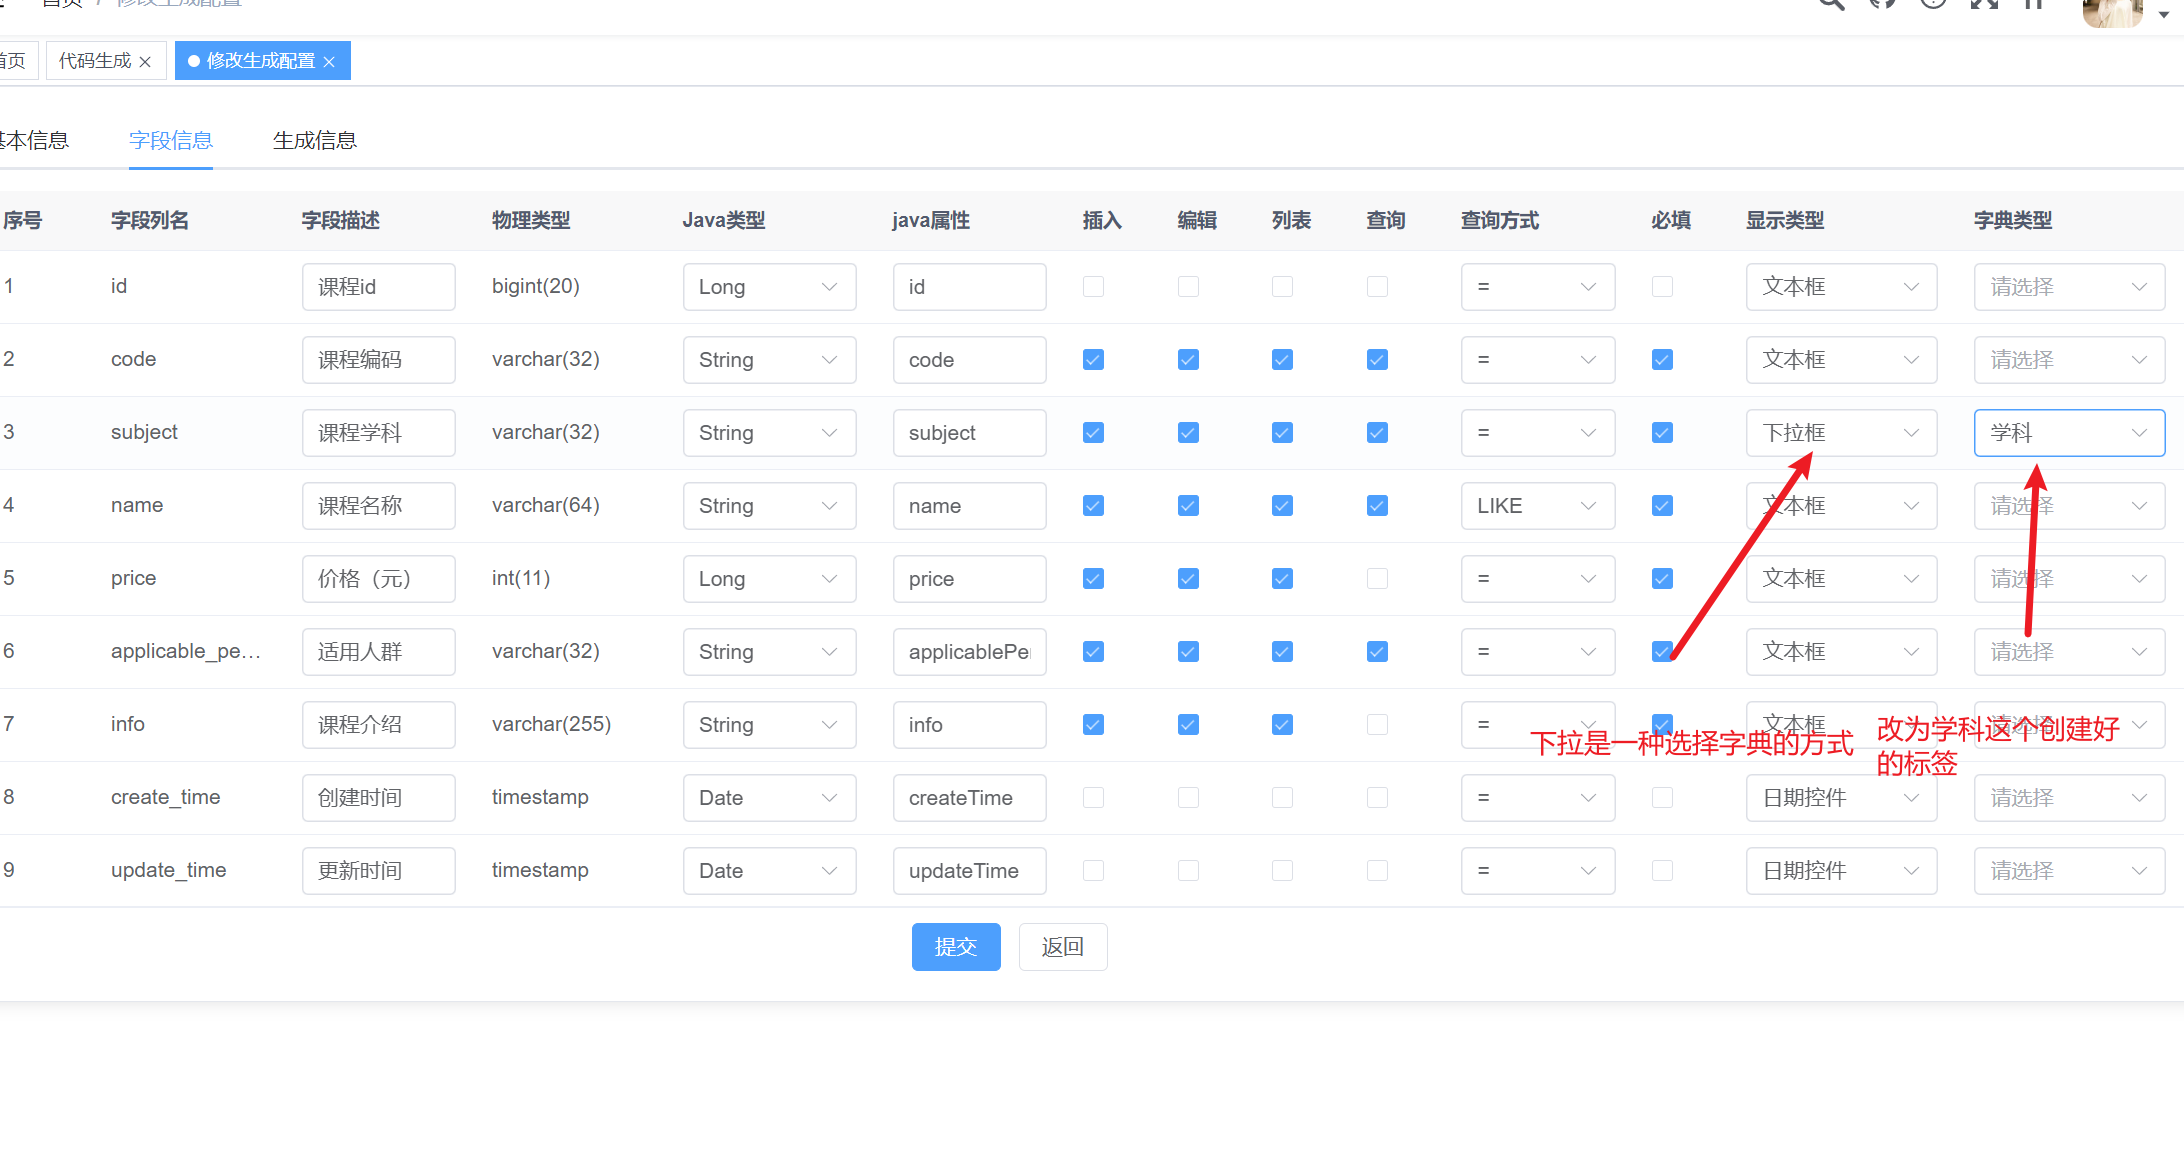 首页 / 修改生成配置
首页 代码生成 × 修改生成配置 ×
基本信息 字段信息 生成信息
序号 字段列名 字段描述 物理类型 Java类型 java属性 插入 编辑 列表 查询 查询方式 必填 显示类型 字典类型
1 id 课程id bigint(20) Long id = 文本框 请选择
2 code 课程编码 varchar(32) String code = 文本框 请选择
3 subject 课程学科 varchar(32) String subject = 下拉框 学科
4 name 课程名称 varchar(64) String name LIKE 文本框 请选择
5 price 价格（元） int(11) Long price = 文本框 请选择
6 applicable_pe... 适用人群 varchar(32) String applicablePe = 文本框 请选择
7 info 课程介绍 varchar(255) String info = 文本框 请选择
下拉是一种选择字典的方式 改为学科这个创建好
的标签
8 create_time 创建时间 timestamp Date createTime = 日期控件 请选择
9 update_time 更新时间 timestamp Date updateTime = 日期控件 请选择
提交 返回